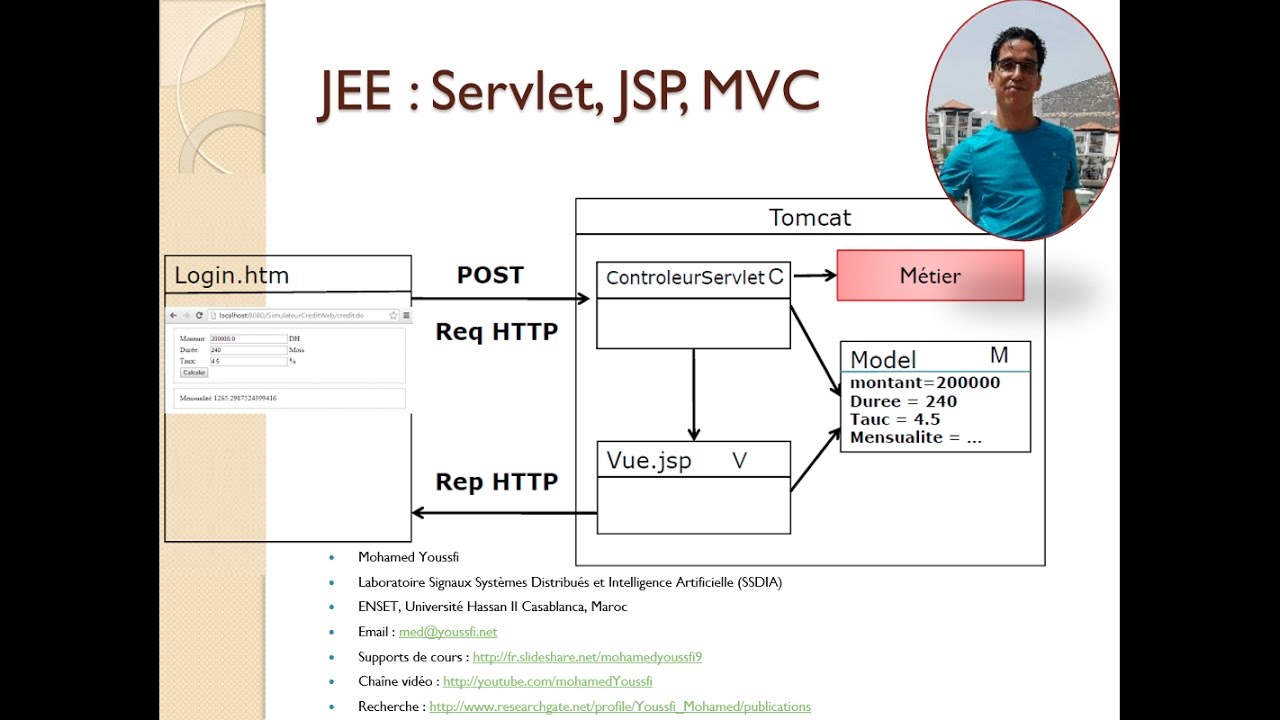 JEE : Servlet, JSP, MVC
Tomcat
Login.htm
POST
ControleurServlet C
Métier
localhost:8080/SimulateurCreditWeb/credit.do
Req HTTP
Montant: 200000.0 DH
Durée: 240 Mois
Taux: 4.5 %
Calculer
Mensualité 1265.2987524399416
Model M
montant=200000
Duree = 240
Tauc = 4.5
Mensualite = ...
Vue.jsp V
Rep HTTP
• Mohamed Youssfi
• Laboratoire Signaux Systèmes Distribués et Intelligence Artificielle (SSDIA)
• ENSET, Université Hassan II Casablanca, Maroc
• Email : med@youssfi.net
• Supports de cours : http://fr.slideshare.net/mohamedyoussfi9
• Chaîne vidéo : http://youtube.com/mohamedYoussfi
• Recherche : http://www.researchgate.net/profile/Youssfi_Mohamed/publications